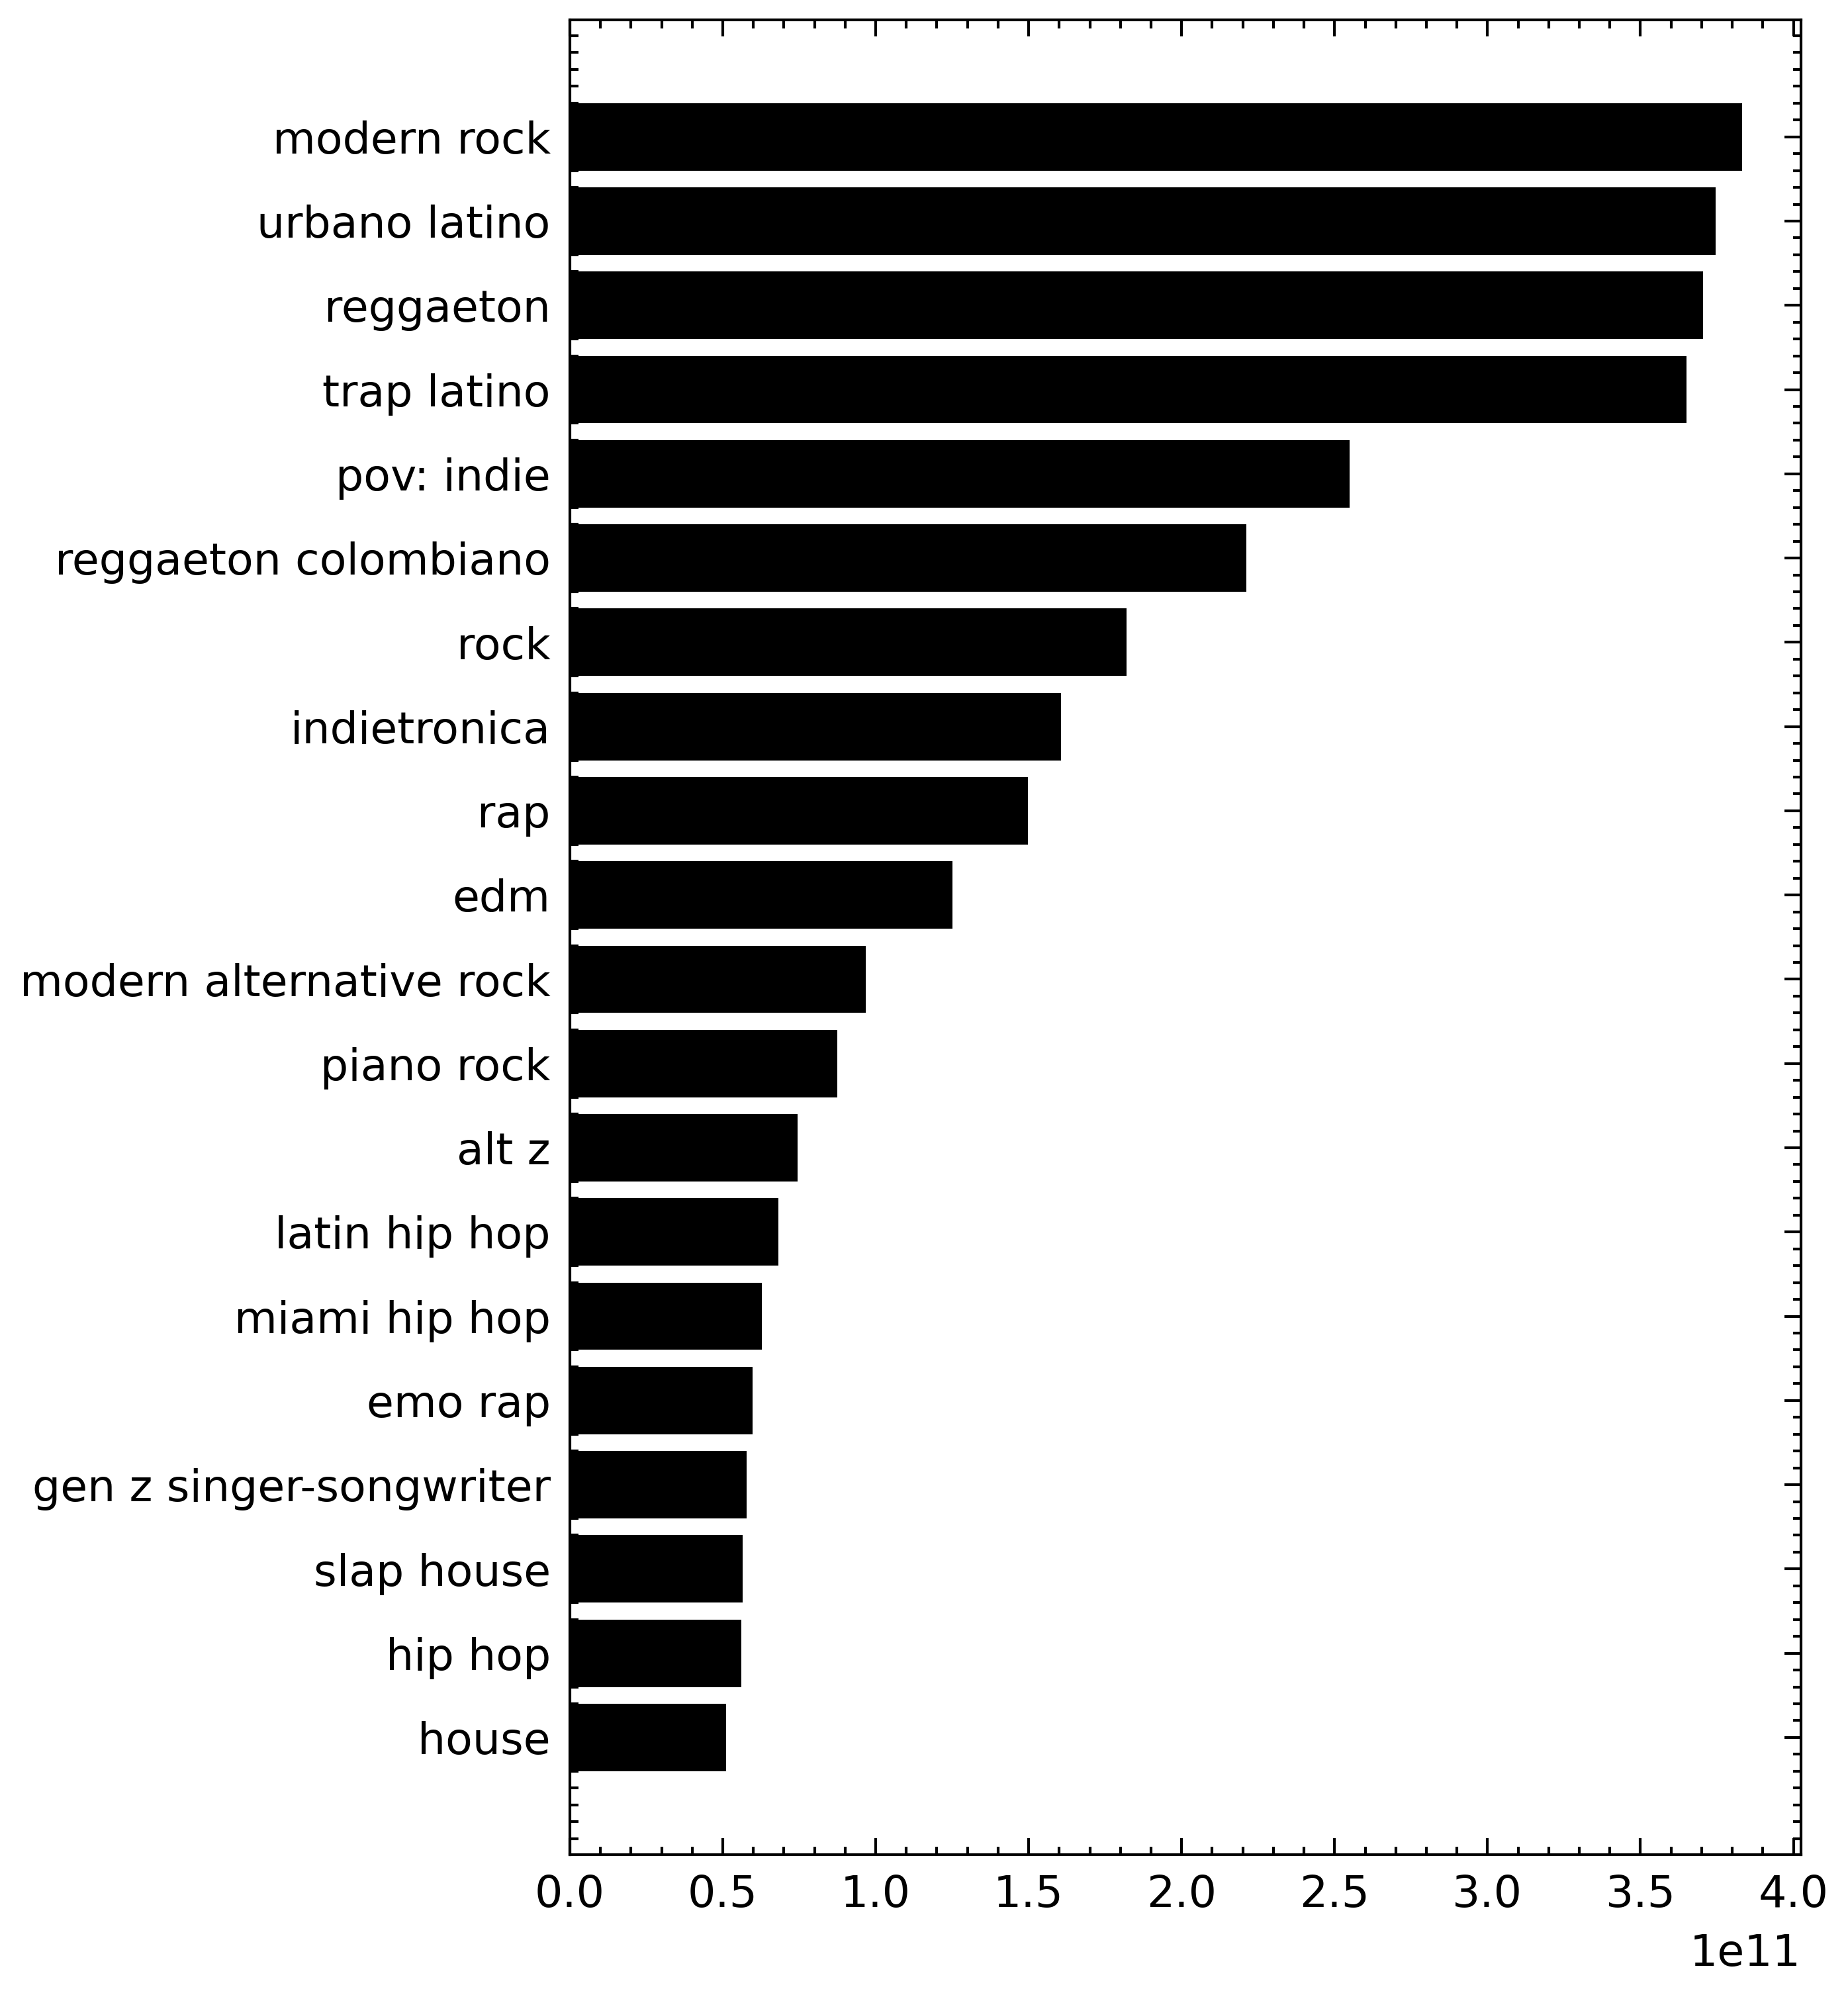 modern rock
urbano latino
reggaeton
trap latino
pov: indie
reggaeton colombiano
rock
indietronica
rap
edm
modern alternative rock
piano rock
alt z
latin hip hop
miami hip hop
emo rap
gen z singer-songwriter
slap house
hip hop
house
0.0 0.5 1.0 1.5 2.0 2.5 3.0 3.5 4.0
1e11